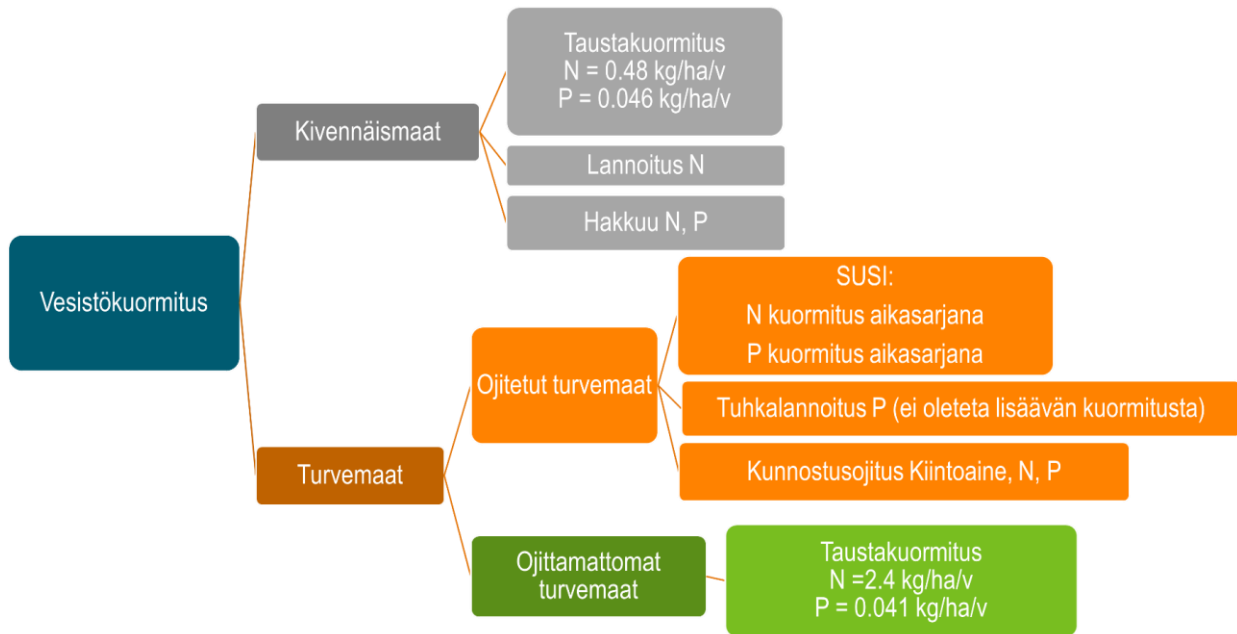 Vesistökuormitus
Kivennäismaat
Taustakuormitus
N = 0.48 kg/ha/v
P = 0.046 kg/ha/v
Lannoitus N
Hakkuu N, P
Turvemaat
Ojitetut turvemaat
SUSI:
N kuormitus aikasarjana
P kuormitus aikasarjana
Tuhkalannoitus P (ei oleteta lisäävän kuormitusta)
Kunnostusojitus Kiintoaine, N, P
Ojittamattomat
turvemaat
Taustakuormitus
N =2.4 kg/ha/v
P = 0.041 kg/ha/v